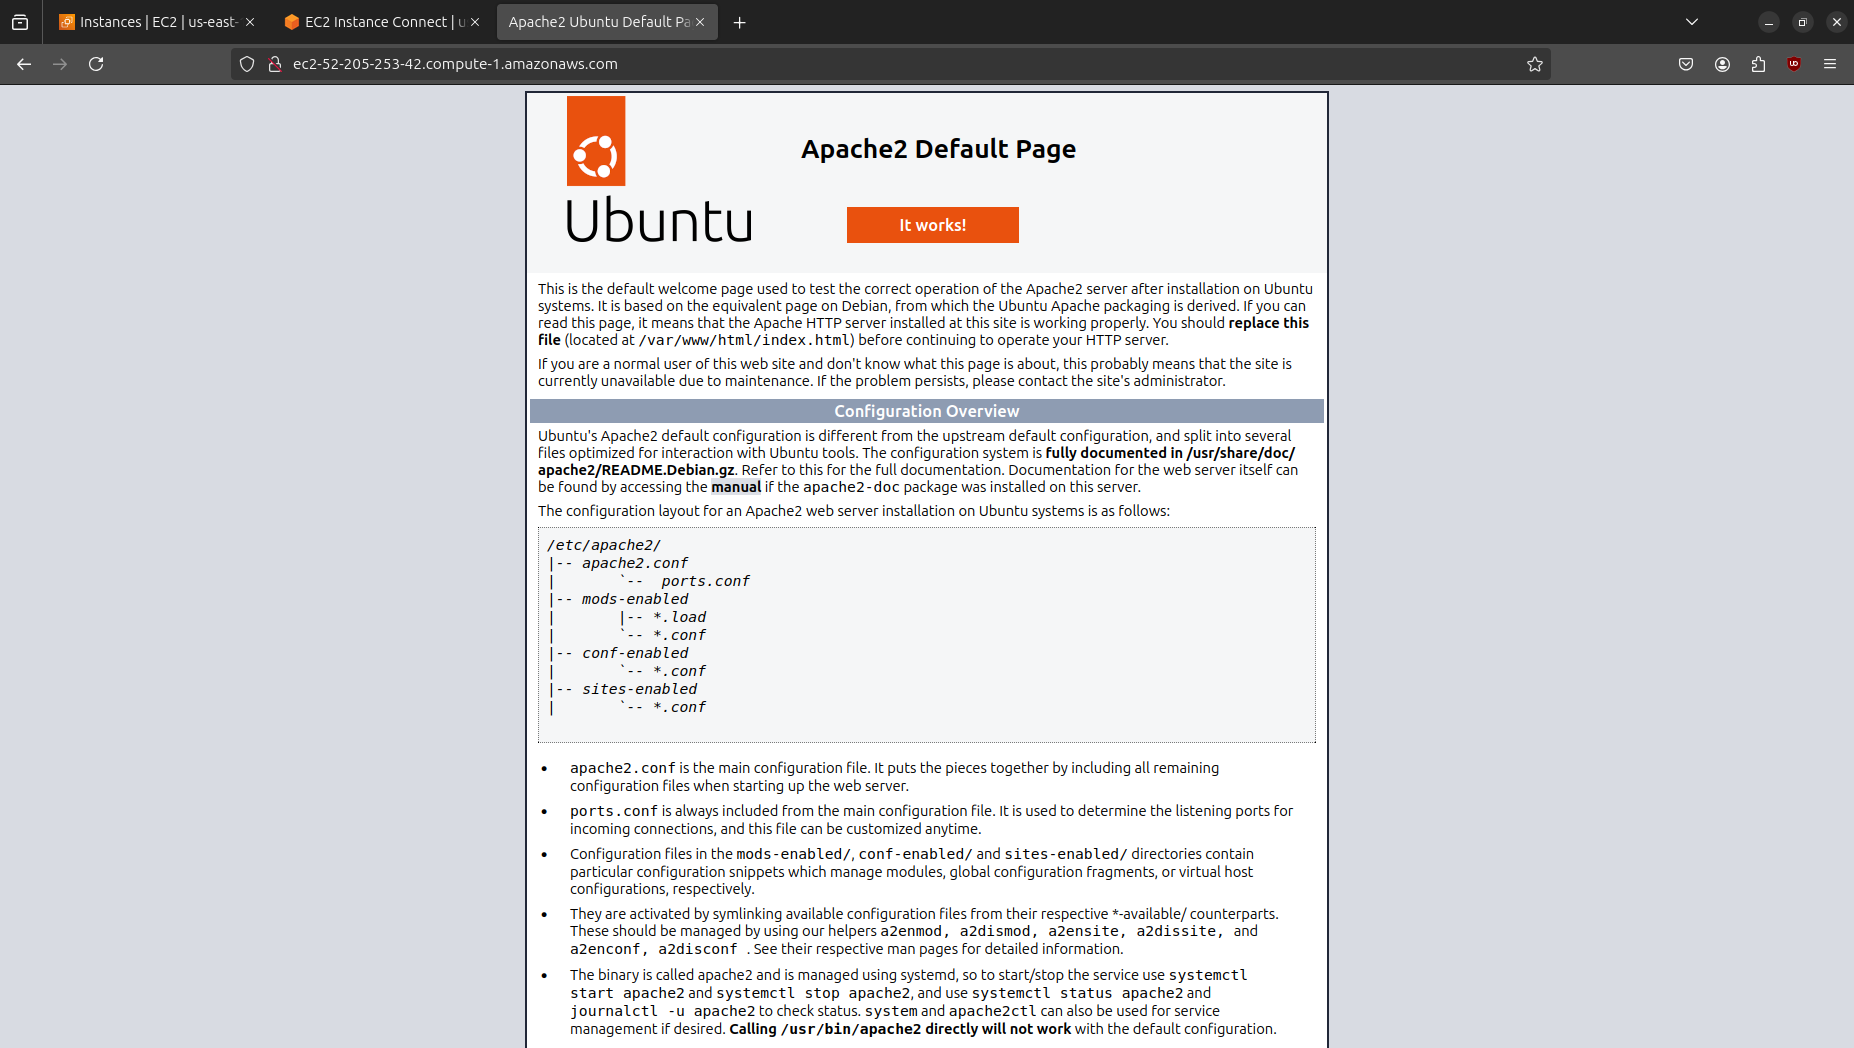 Instances | EC2 | us-east-
EC2 Instance Connect | u
Apache2 Ubuntu Default Pa
ec2-52-205-253-42.compute-1.amazonaws.com
Ubuntu
Apache2 Default Page
It works!
This is the default welcome page used to test the correct operation of the Apache2 server after installation on Ubuntu
systems. It is based on the equivalent page on Debian, from which the Ubuntu Apache packaging is derived. If you can
read this page, it means that the Apache HTTP server installed at this site is working properly. You should replace this
file (located at /var/www/html/index.html) before continuing to operate your HTTP server.
If you are a normal user of this web site and don't know what this page is about, this probably means that the site is
currently unavailable due to maintenance. If the problem persists, please contact the site's administrator.
Configuration Overview
Ubuntu's Apache2 default configuration is different from the upstream default configuration, and split into several
files optimized for interaction with Ubuntu tools. The configuration system is fully documented in /usr/share/doc/
apache2/README.Debian.gz. Refer to this for the full documentation. Documentation for the web server itself can
be found by accessing the manual if the apache2-doc package was installed on this server.
The configuration layout for an Apache2 web server installation on Ubuntu systems is as follows:
/etc/apache2/
|-- apache2.conf
|       `--  ports.conf
|-- mods-enabled
|       |-- *.load
|       `-- *.conf
|-- conf-enabled
|       `-- *.conf
|-- sites-enabled
|       `-- *.conf
• apache2.conf is the main configuration file. It puts the pieces together by including all remaining
configuration files when starting up the web server.
• ports.conf is always included from the main configuration file. It is used to determine the listening ports for
incoming connections, and this file can be customized anytime.
• Configuration files in the mods-enabled/, conf-enabled/ and sites-enabled/ directories contain
particular configuration snippets which manage modules, global configuration fragments, or virtual host
configurations, respectively.
• They are activated by symlinking available configuration files from their respective *-available/ counterparts.
These should be managed by using our helpers a2enmod, a2dismod, a2ensite, a2dissite, and
a2enconf, a2disconf . See their respective man pages for detailed information.
• The binary is called apache2 and is managed using systemd, so to start/stop the service use systemctl
start apache2 and systemctl stop apache2, and use systemctl status apache2 and
journalctl -u apache2 to check status. system and apache2ctl can also be used for service
management if desired. Calling /usr/bin/apache2 directly will not work with the default configuration.